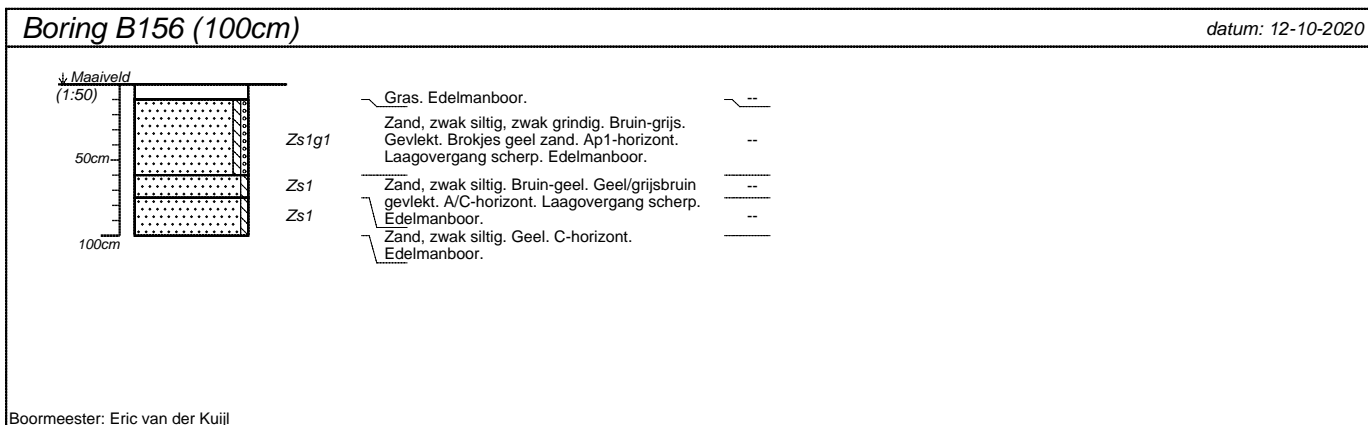 Boring B156 (100cm)
datum: 12-10-2020
Maaiveld
(1:50)
50cm
100cm
Zs1g1
Zs1
Zs1
Gras. Edelmanboor.
Zand, zwak siltig, zwak grindig. Bruin-grijs.
Gevlekt. Brokjes geel zand. Ap1-horizont.
Laagovergang scherp. Edelmanboor.
Zand, zwak siltig. Bruin-geel. Geel/grijsbruin
gevlekt. A/C-horizont. Laagovergang scherp.
Edelmanboor.
Zand, zwak siltig. Geel. C-horizont.
Edelmanboor.
--
--
--
--
Boormeester: Eric van der Kuijl